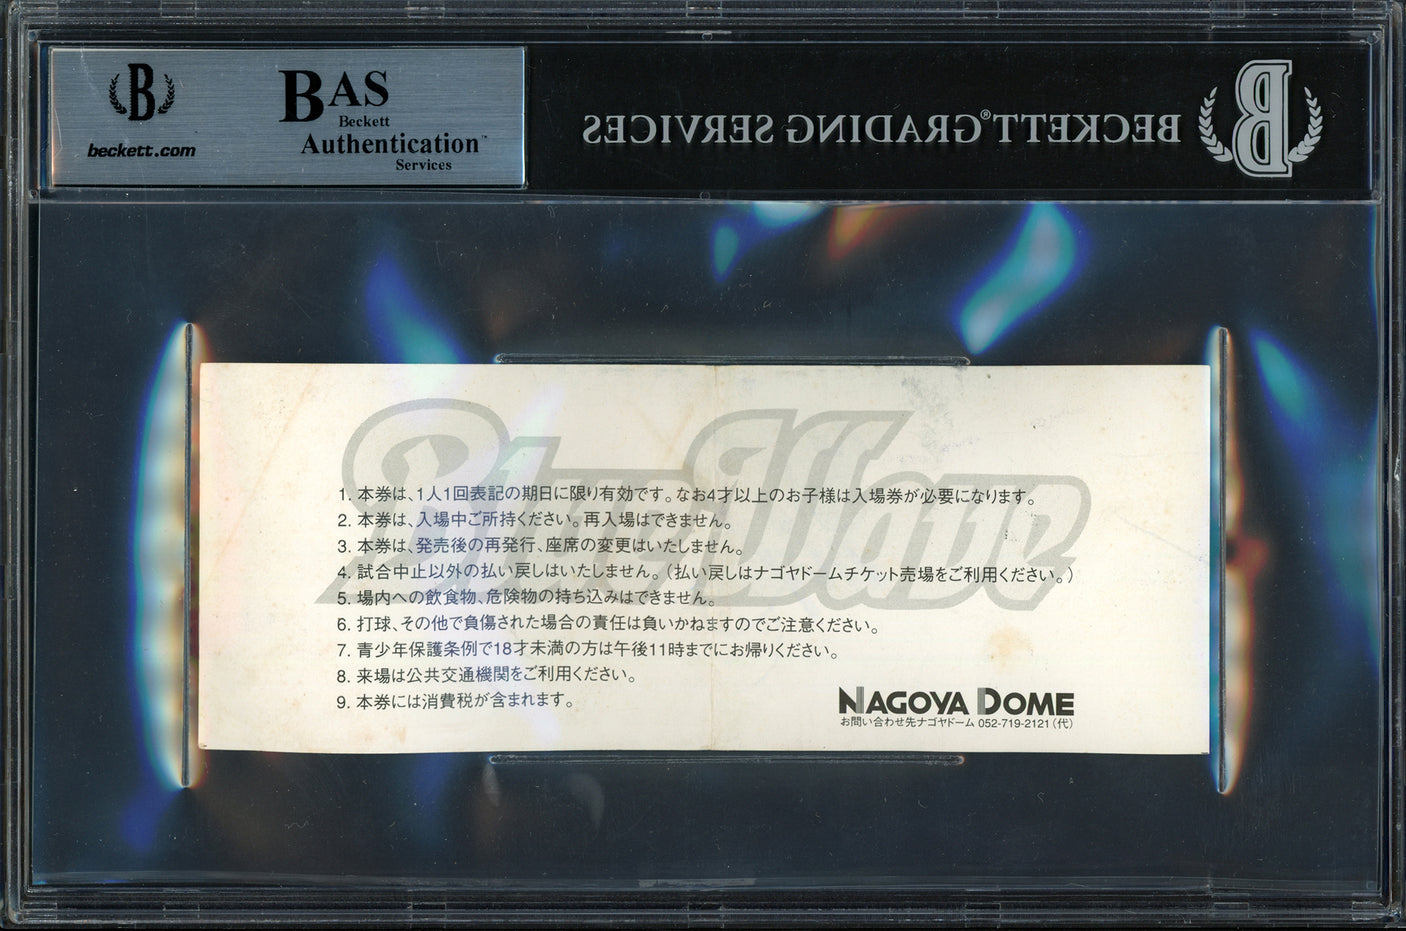 B
beckett.com
BAS
Beckett
Authentication™
Services
BECKETT® GRADING SERVICES
B
BlueWave
1. 本券は、1人1回表記の期日に限り有効です。なお4才以上のお子様は入場券が必要になります。
2. 本券は、入場中ご所持ください。再入場はできません。
3. 本券は、発売後の再発行、座席の変更はいたしません。
4. 試合中止以外の払い戻しはいたしません。（払い戻しはナゴヤドームチケット売場をご利用ください。）
5. 場内への飲食物、危険物の持ち込みはできません。
6. 打球、その他で負傷された場合の責任は負いかねますのでご注意ください。
7. 青少年保護条例で18才未満の方は午後11時までにお帰りください。
8. 来場は公共交通機関をご利用ください。
9. 本券には消費税が含まれます。
NAGOYA DOME
お問い合わせ先ナゴヤドーム 052-719-2121（代）